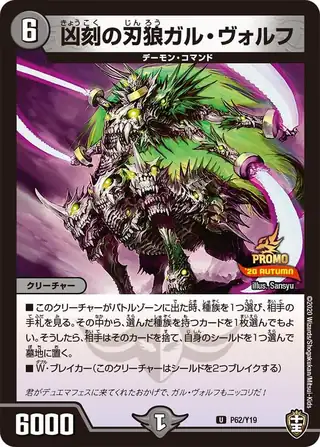 6
きょうこく じんろう
凶刻の刃狼ガル・ヴォルフ
デーモン・コマンド
PROMO
'20 AUTUMN
illus. Sansyu
クリーチャー
©2020 Wizards/Shogakukan/Mitsui-Kids
■このクリーチャーがバトルゾーンに出た時、種族を1つ選び、相手の
手札を見る。その中から、選んだ種族を持つカードを1枚選んでもよ
い。そうしたら、相手はそのカードを捨て、自身のシールドを1つ選んで
墓地に置く。
■W・ブレイカー(このクリーチャーはシールドを2つブレイクする)
君がデュエマフェスに来てくれたおかげで、ガル・ヴォルフもニッコリだ!
6000
1
U P62/Y19